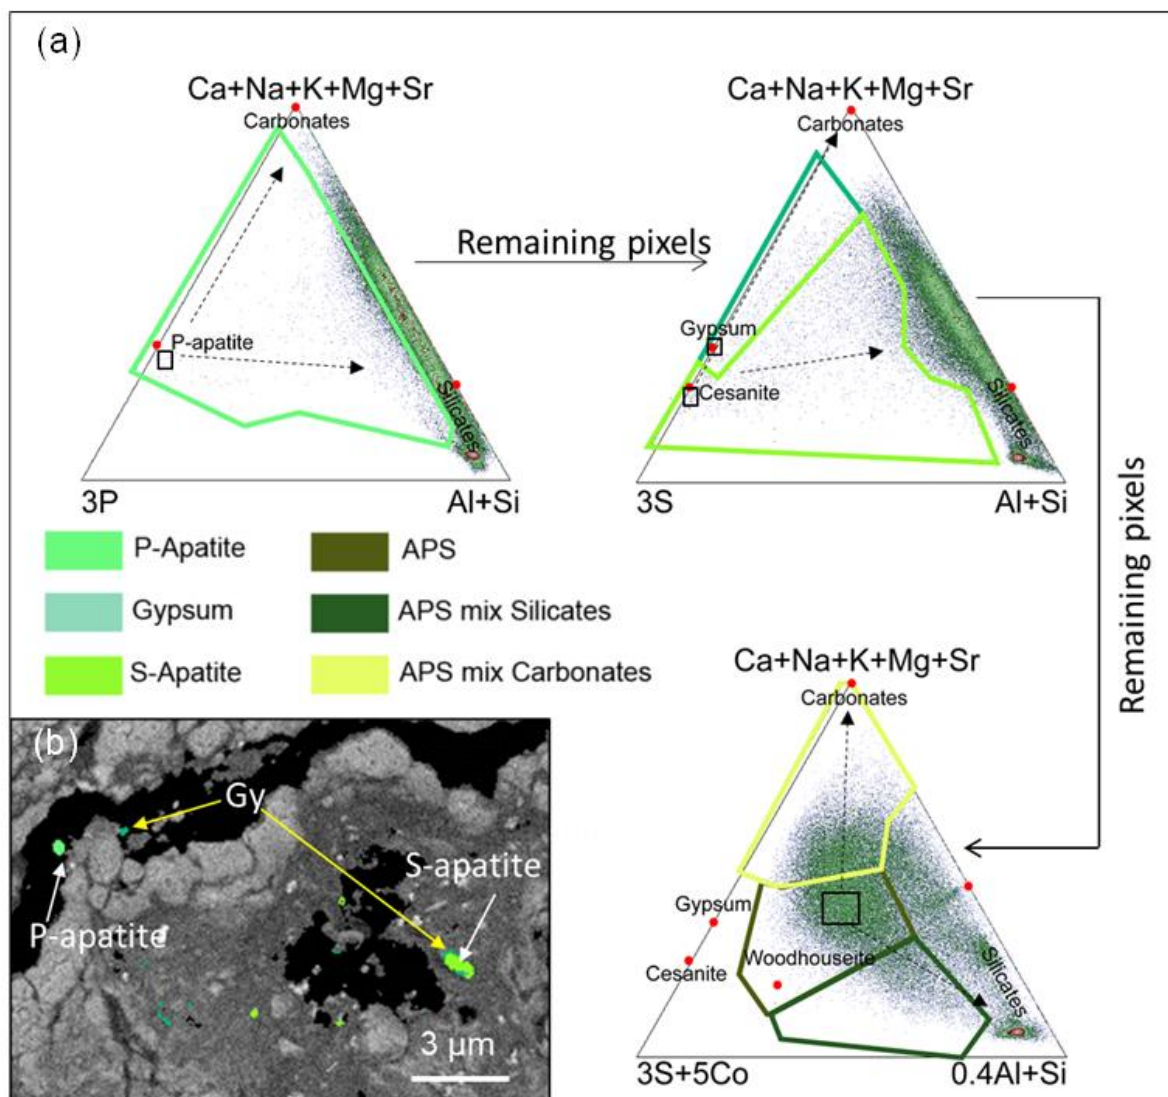 (a)
Ca+Na+K+Mg+Sr
Carbonates
P-apatite
Silicates
3P
Al+Si
Remaining pixels
Ca+Na+K+Mg+Sr
Carbonates
Gypsum
Cesanite
Silicates
3S
Al+Si
Remaining pixels
P-Apatite
Gypsum
S-Apatite
APS
APS mix Silicates
APS mix Carbonates
Ca+Na+K+Mg+Sr
Carbonates
Gypsum
Cesanite
Woodhouseite
Silicates
3S+5Co
0.4Al+Si
(b)
Gy
S-apatite
P-apatite
3 µm